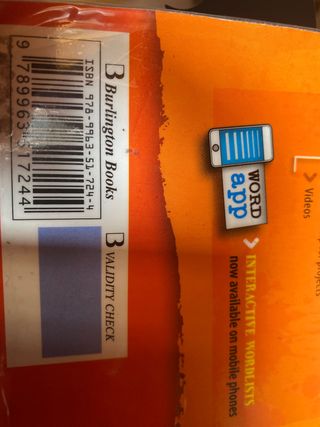 projects
Videos
WORD
app
INTERACTIVE WORDLISTS
now available on mobile phones
B Burlington Books
B VALIDITY CHECK
ISBN 978-9963-51-724-4
9 789963 517244